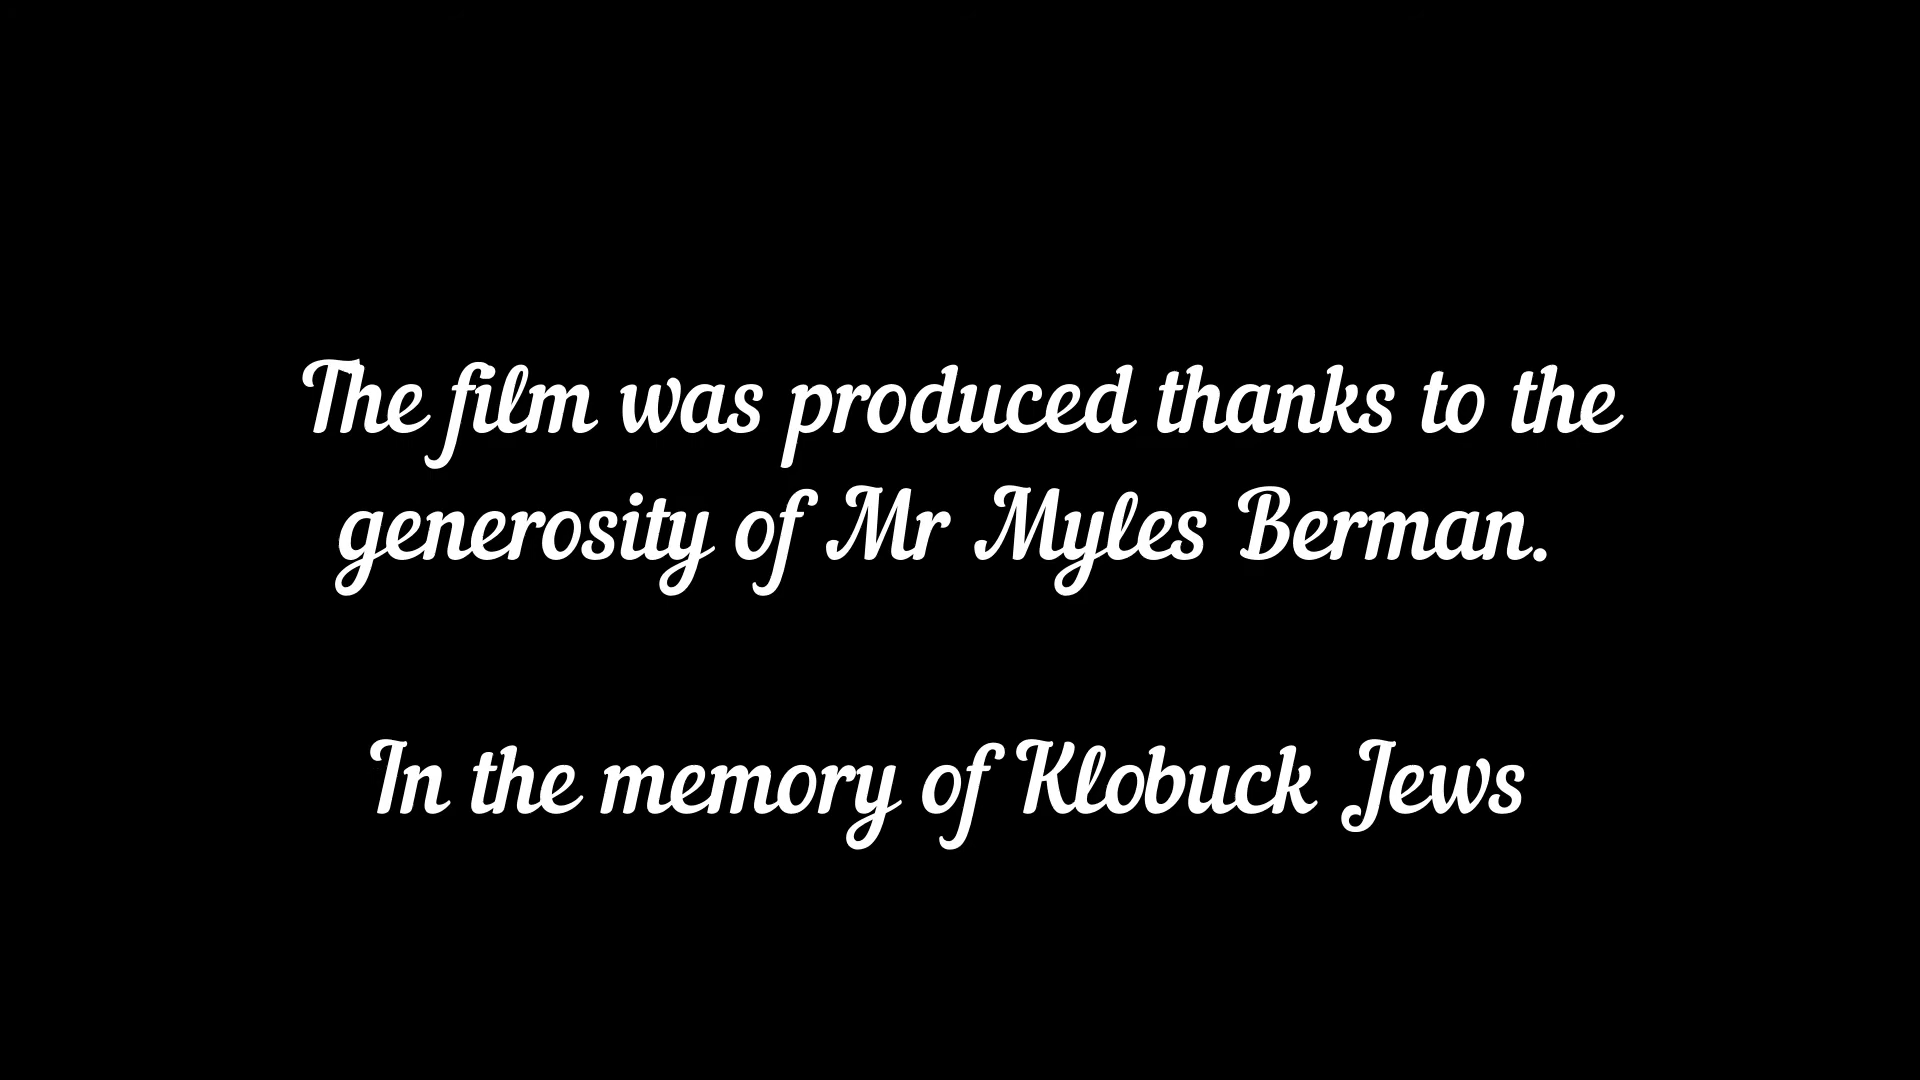 The film was produced thanks to the
generosity of Mr Myles Berman.
In the memory of Klobuck Jews